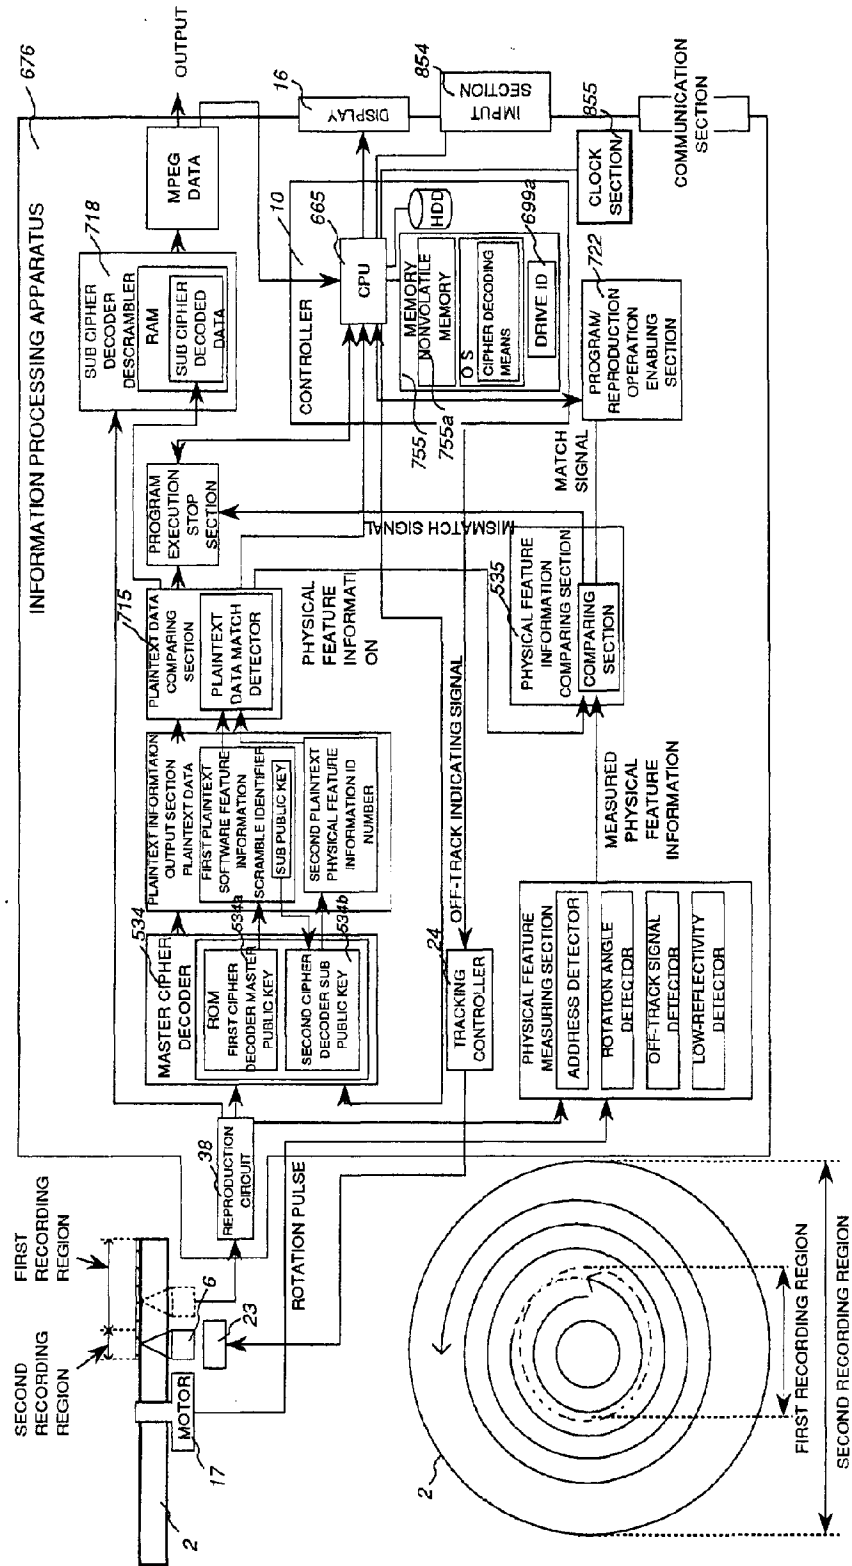 INFORMATION PROCESSING APPARATUS
676
FIRST
RECORDING
REGION
SECOND
RECORDING
REGION
2
17
MOTOR
6
23
ROTATION PULSE
38
REPRODUCTION
CIRCUIT
534
MASTER CIPHER
DECODER
ROM
534a
FIRST CIPHER
DECODER MASTER
PUBLIC KEY
SECOND CIPHER
DECODER SUB
PUBLIC KEY
534b
PLAINTEXT INFORMTAION
OUTPUT SECTION
PLAINTEXT DATA
FIRST PLAINTEXT
SOFTWARE FEATURE
INFORMATION
SCRAMBLE IDENTIFIER
SUB PUBLIC KEY
SECOND PLAINTEXT
PHYSICAL FEATURE
INFORMATION ID
NUMBER
715
PLAINTEXT DATA
COMPARING
SECTION
PLAINTEXT
DATA MATCH
DETECTOR
PHYSICAL
FEATURE
INFORMATI
ON
PROGRAM
EXECUTION
STOP
SECTION
718
SUB CIPHER
DECODER
DESCRAMBLER
RAM
SUB CIPHER
DECODED
DATA
MPEG
DATA
OUTPUT
CONTROLLER
10
665
CPU
HDD
MEMORY
NONVOLATILE
MEMORY
755
755a
O S
CIPHER DECODING
MEANS
699a
DRIVE ID
16
DISPLAY
854
IMPUT
SECTION
855
CLOCK
SECTION
COMMUNICATION
SECTION
722
PROGRAM/
REPRODUCTION
OPERATION
ENABLING
SECTION
MATCH
SIGNAL
MISMATCH SIGNAL
535
PHYSICAL FEATURE
INFORMATION
COMPARING SECTION
COMPARING
SECTION
OFF-TRACK INDICATING SIGNAL
24
TRACKING
CONTROLLER
MEASURED
PHYSICAL
FEATURE
INFORMATION
PHYSICAL FEATURE
MEASURING SECTION
ADDRESS DETECTOR
ROTATION ANGLE
DETECTOR
OFF-TRACK SIGNAL
DETECTOR
LOW-REFLECTIVITY
DETECTOR
2
FIRST RECORDING REGION
SECOND RECORDING REGION